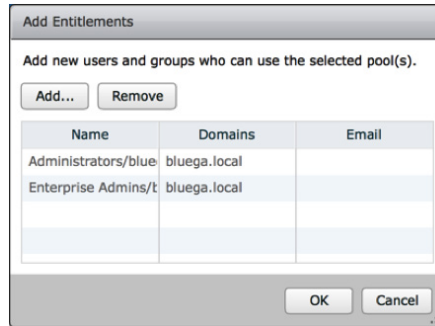 Add Entitlements
Add new users and groups who can use the selected pool(s).
Add... Remove
Name Domains Email
Administrators/blue bluega.local
Enterprise Admins/b bluega.local
OK Cancel